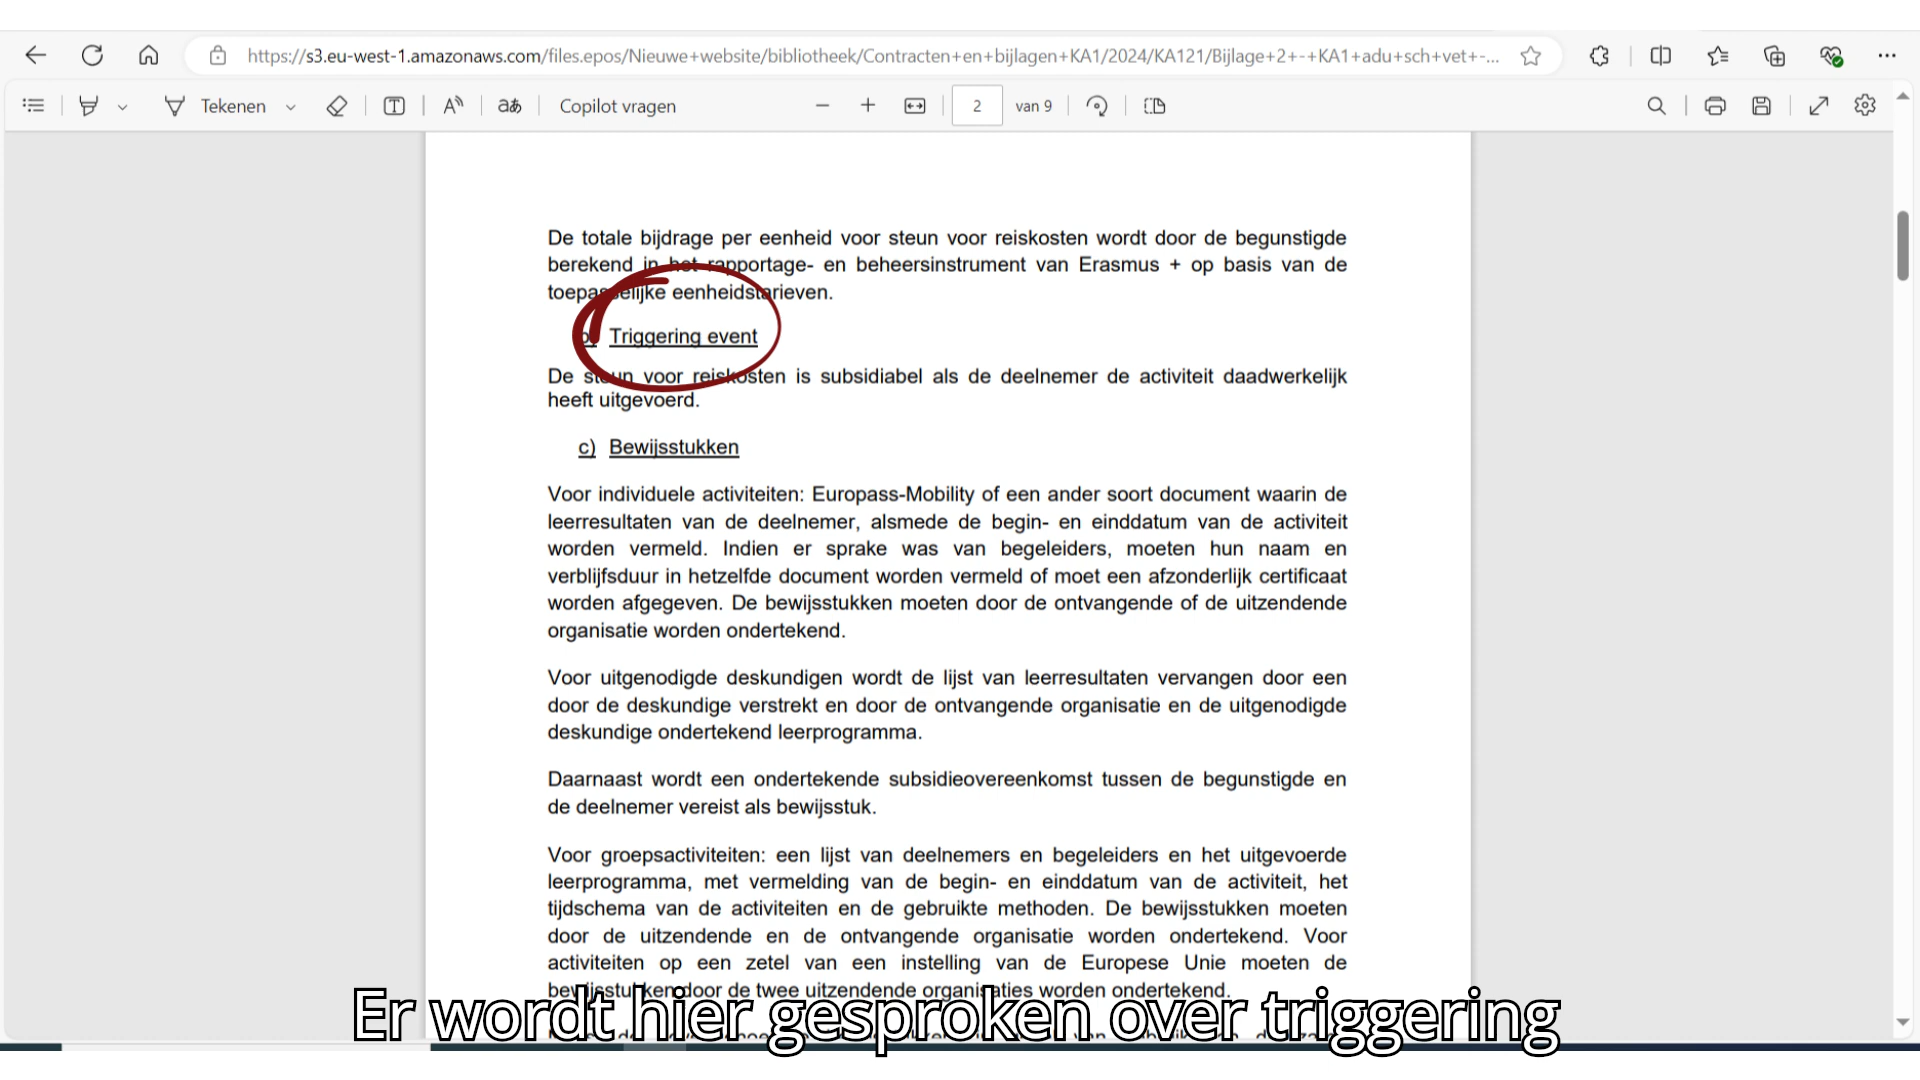 https://s3.eu-west-1.amazonaws.com/files.epos/Nieuwe+website/bibliotheek/Contracten+en+bijlagen+KA1/2024/KA121/Bijlage+2+-+KA1+adu+sch+vet+-...
Tekenen
aあ
Copilot vragen
2 van 9
De totale bijdrage per eenheid voor steun voor reiskosten wordt door de begunstigde
berekend in het rapportage- en beheersinstrument van Erasmus + op basis van de
toepasselijke eenheidstarieven.
b) Triggering event
De steun voor reiskosten is subsidiabel als de deelnemer de activiteit daadwerkelijk
heeft uitgevoerd.
c) Bewijsstukken
Voor individuele activiteiten: Europass-Mobility of een ander soort document waarin de
leerresultaten van de deelnemer, alsmede de begin- en einddatum van de activiteit
worden vermeld. Indien er sprake was van begeleiders, moeten hun naam en
verblijfsduur in hetzelfde document worden vermeld of moet een afzonderlijk certificaat
worden afgegeven. De bewijsstukken moeten door de ontvangende of de uitzendende
organisatie worden ondertekend.
Voor uitgenodigde deskundigen wordt de lijst van leerresultaten vervangen door een
door de deskundige verstrekt en door de ontvangende organisatie en de uitgenodigde
deskundige ondertekend leerprogramma.
Daarnaast wordt een ondertekende subsidieovereenkomst tussen de begunstigde en
de deelnemer vereist als bewijsstuk.
Voor groepsactiviteiten: een lijst van deelnemers en begeleiders en het uitgevoerde
leerprogramma, met vermelding van de begin- en einddatum van de activiteit, het
tijdschema van de activiteiten en de gebruikte methoden. De bewijsstukken moeten
door de uitzendende en de ontvangende organisatie worden ondertekend. Voor
activiteiten op een zetel van een instelling van de Europese Unie moeten de
bewijsstukken door de twee uitzendende organisaties worden ondertekend.
Er wordt hier gesproken over triggering